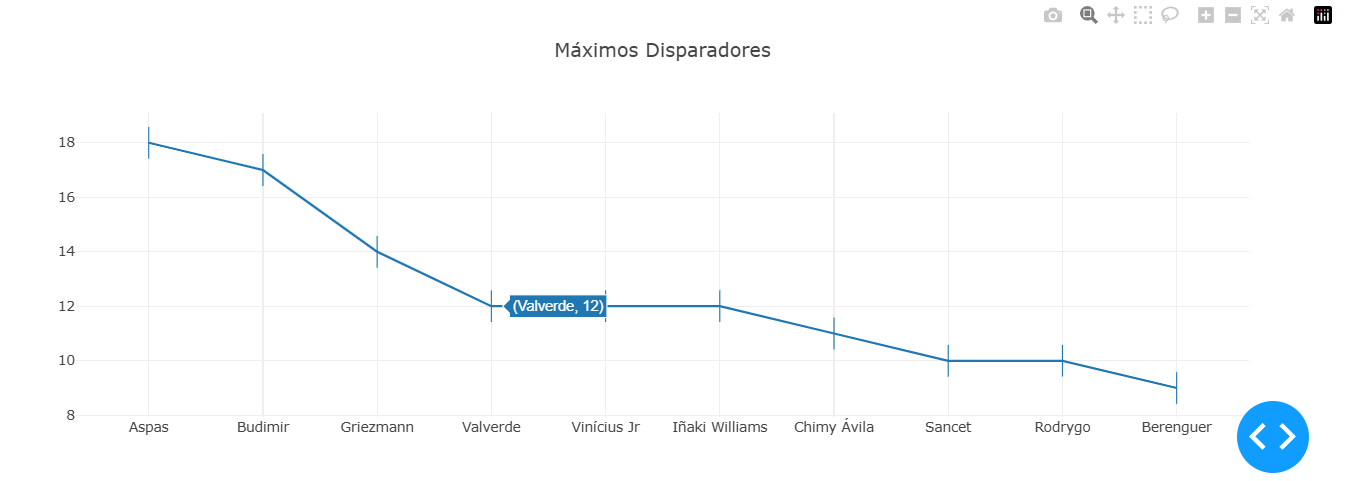 Máximos Disparadores
18
16
14
12
(Valverde, 12)
10
8
Aspas Budimir Griezmann Valverde Vinícius Jr Iñaki Williams Chimy Ávila Sancet Rodrygo Berenguer